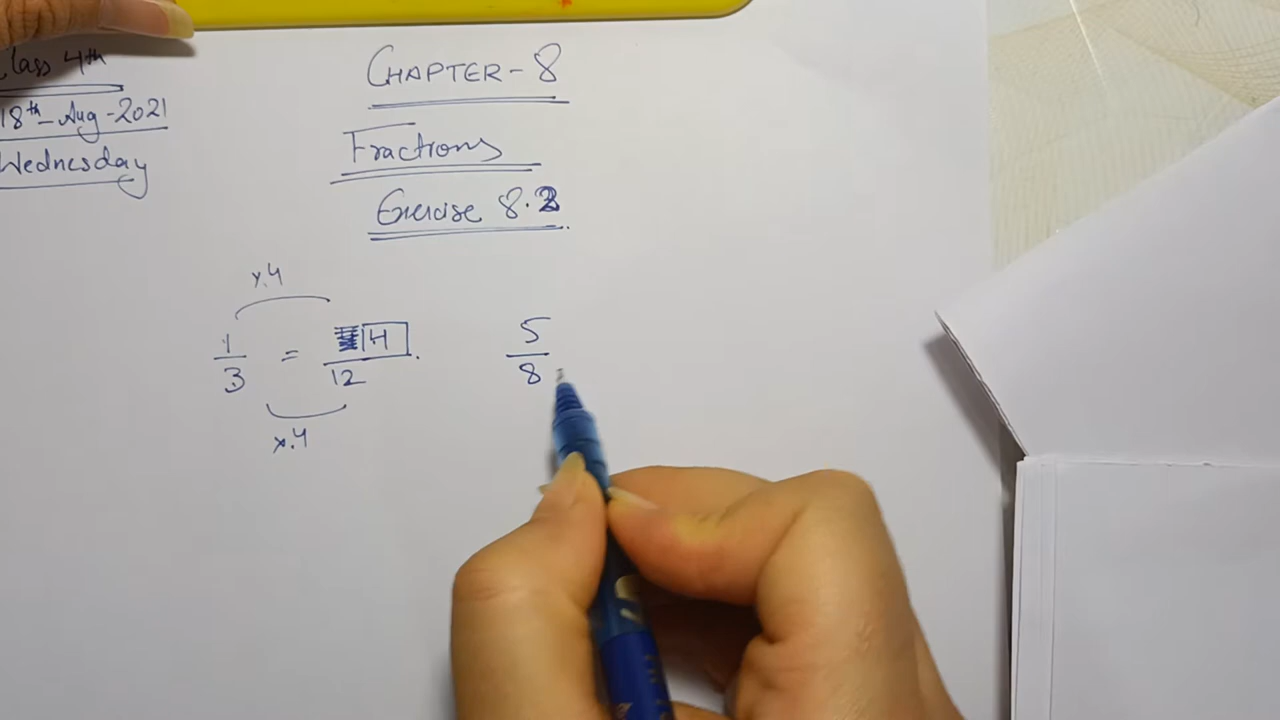 Class 4th
18th-Aug-2021
Wednesday
CHAPTER-8
Fractions
Exercise 8.2
x4
1/3 = 4/12
x4
5/8